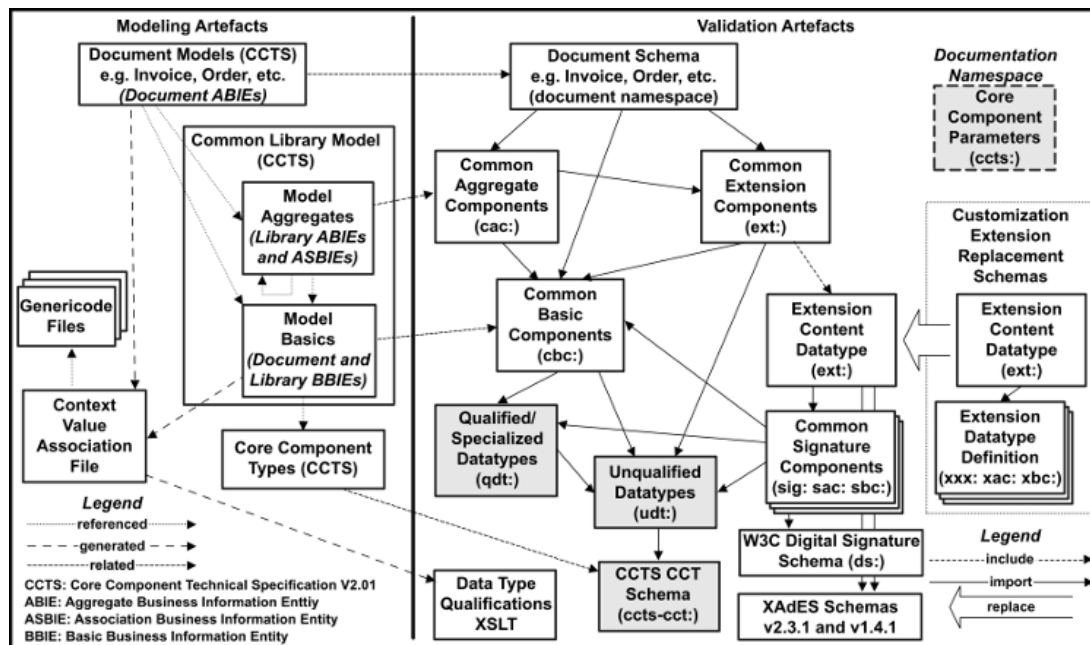 Modeling Artefacts
Validation Artefacts
Document Models (CCTS)
e.g. Invoice, Order, etc.
(Document ABIEs)
Common Library Model
(CCTS)
Model
Aggregates
(Library ABIEs
and ASBIEs)
Model
Basics
(Document and
Library BBIEs)
Genericode
Files
Context
Value
Association
File
Core Component
Types (CCTS)
Legend
referenced
generated
related
CCTS: Core Component Technical Specification V2.01
ABIE: Aggregate Business Information Enttiy
ASBIE: Association Business Information Entity
BBIE: Basic Business Information Entity
Document Schema
e.g. Invoice, Order, etc.
(document namespace)
Common
Aggregate
Components
(cac:)
Common
Extension
Components
(ext:)
Common
Basic
Components
(cbc:)
Extension
Content
Datatype
(ext:)
Qualified/
Specialized
Datatypes
(qdt:)
Unqualified
Datatypes
(udt:)
Common
Signature
Components
(sig: sac: sbc:)
W3C Digital Signature
Schema (ds:)
XAdES Schemas
v2.3.1 and v1.4.1
CCTS CCT
Schema
(ccts-cct:)
Data Type
Qualifications
XSLT
Documentation
Namespace
Core
Component
Parameters
(ccts:)
Customization
Extension
Replacement
Schemas
Extension
Content
Datatype
(ext:)
Extension
Datatype
Definition
(xxx: xac: xbc:)
Legend
include
import
replace